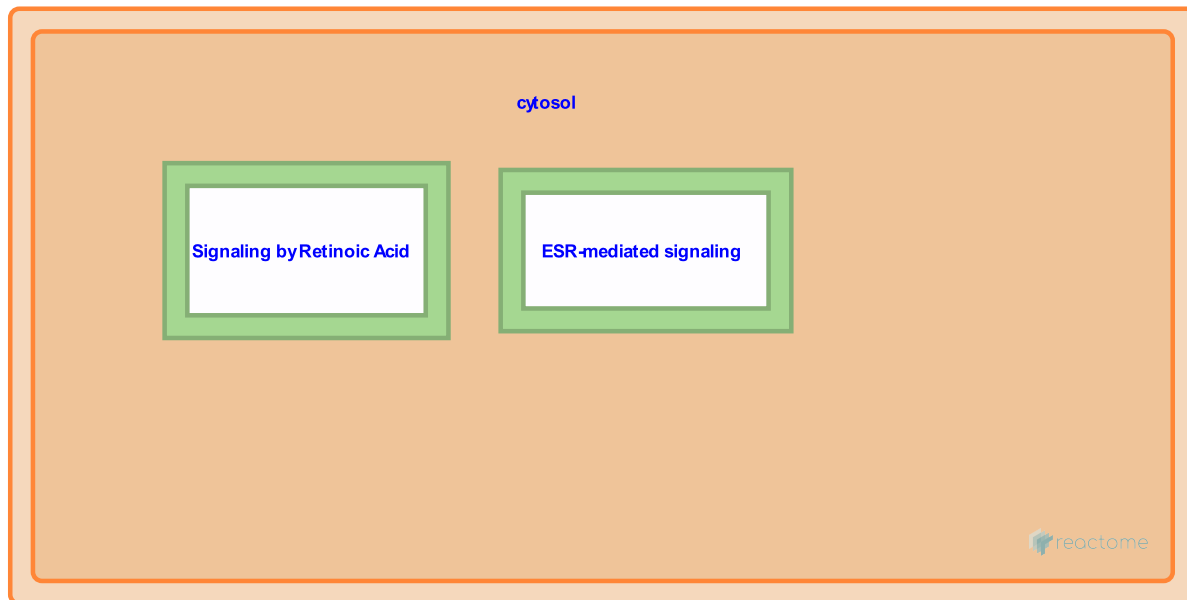 cytosol
Signaling by Retinoic Acid
ESR-mediated signaling
reactome